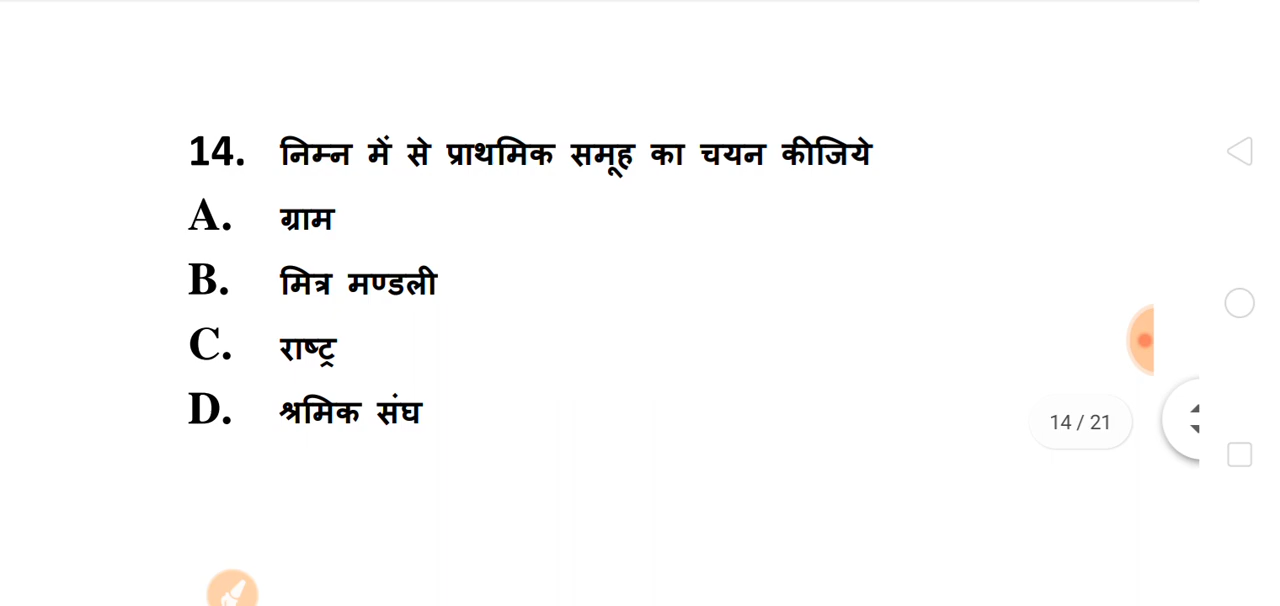 14. निम्न में से प्राथमिक समूह का चयन कीजिये
A. ग्राम
B. मित्र मण्डली
C. राष्ट्र
D. श्रमिक संघ
14 / 21